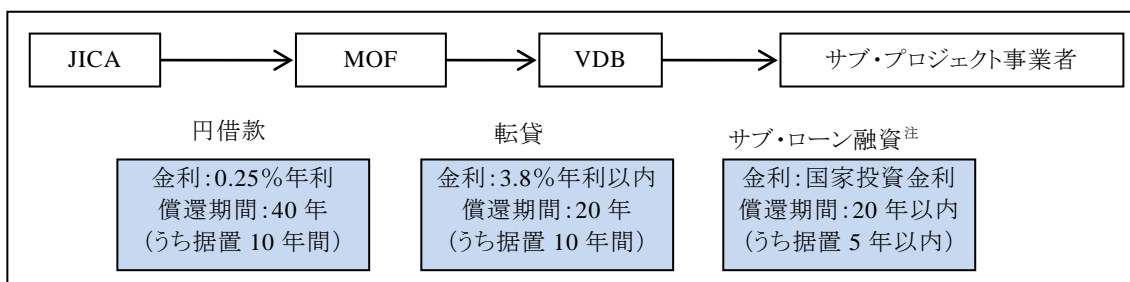 JICA
MOF
VDB
サブ・プロジェクト事業者
円借款
転貸
サブ・ローン融資注
金利:0.25%年利
償還期間:40 年
(うち据置 10 年間)
金利:3.8%年利以内
償還期間:20 年
(うち据置 10 年間)
金利:国家投資金利
償還期間:20 年以内
(うち据置 5 年以内)